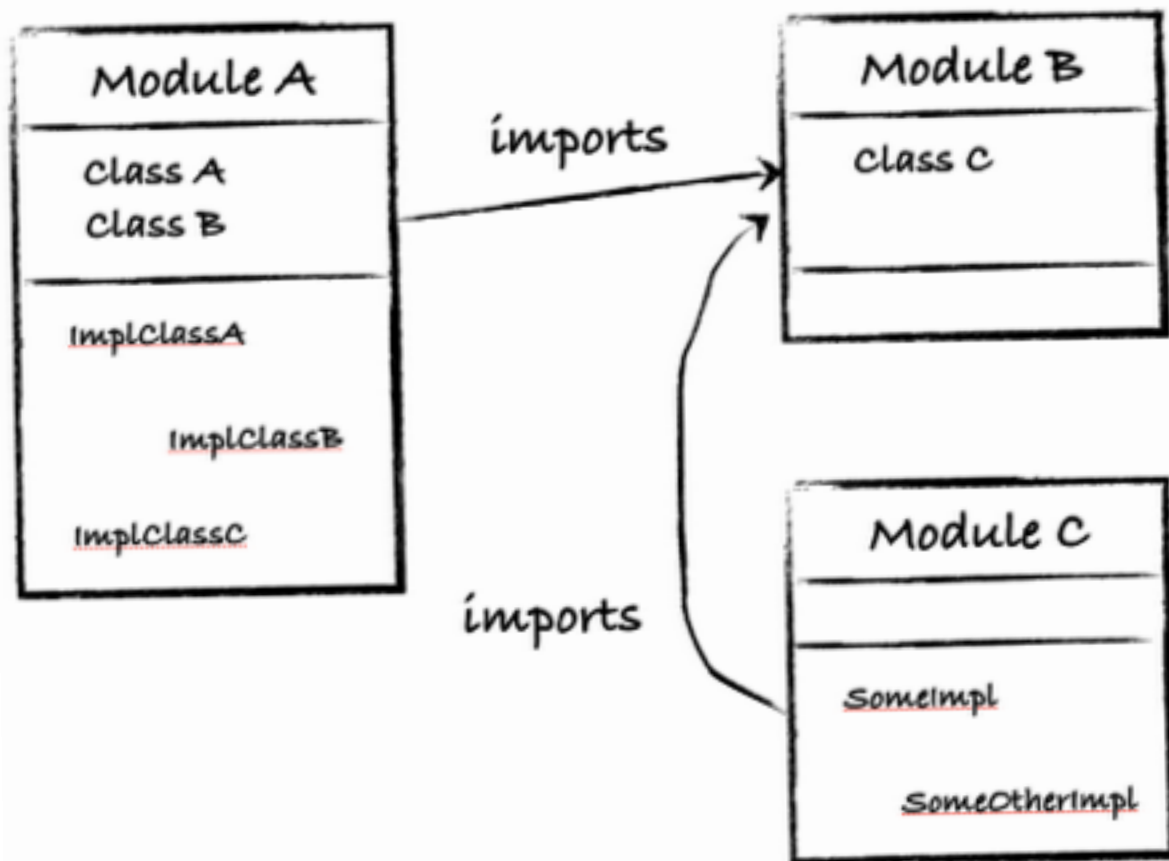 Module A
Class A
Class B
ImplClassA
ImplClassB
ImplClassC
imports
Module B
Class C
imports
Module C
SomeImpl
SomeOtherImpl